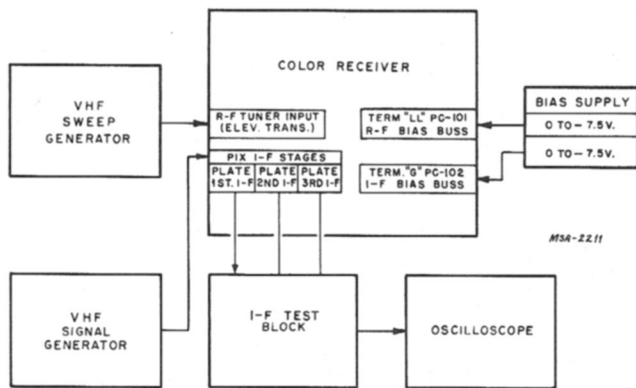 COLOR RECEIVER
VHF
SWEEP
GENERATOR
R-F TUNER INPUT
(ELEV. TRANS.)
TERM "LL" PC-101
R-F BIAS BUSS
BIAS SUPPLY
0 TO - 7.5V.
0 TO - 7.5V.
PIX I-F STAGES
PLATE
1ST. I-F
PLATE
2ND I-F
PLATE
3RD I-F
TERM. "G" PC-102
I-F BIAS BUSS
MSR-2211
VHF
SIGNAL
GENERATOR
I-F TEST
BLOCK
OSCILLOSCOPE